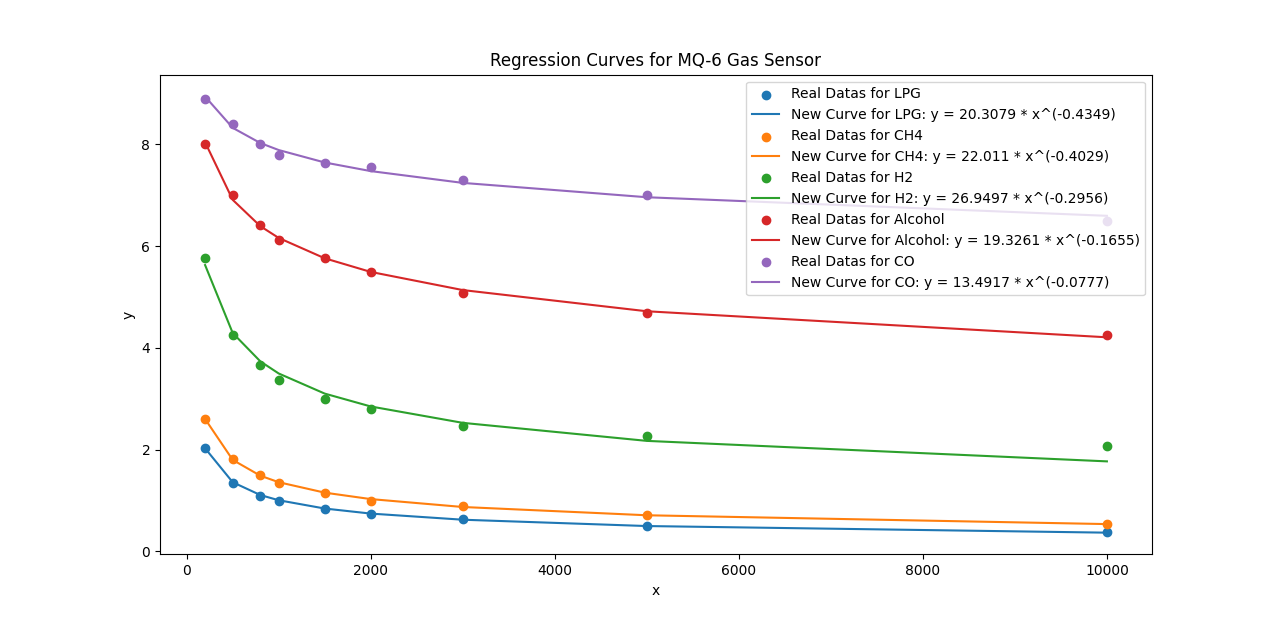 Regression Curves for MQ-6 Gas Sensor
Real Datas for LPG
New Curve for LPG: y = 20.3079 * x^(-0.4349)
Real Datas for CH4
New Curve for CH4: y = 22.011 * x^(-0.4029)
Real Datas for H2
New Curve for H2: y = 26.9497 * x^(-0.2956)
Real Datas for Alcohol
New Curve for Alcohol: y = 19.3261 * x^(-0.1655)
Real Datas for CO
New Curve for CO: y = 13.4917 * x^(-0.0777)
8
6
y
4
2
0
0 2000 4000 6000 8000 10000
x